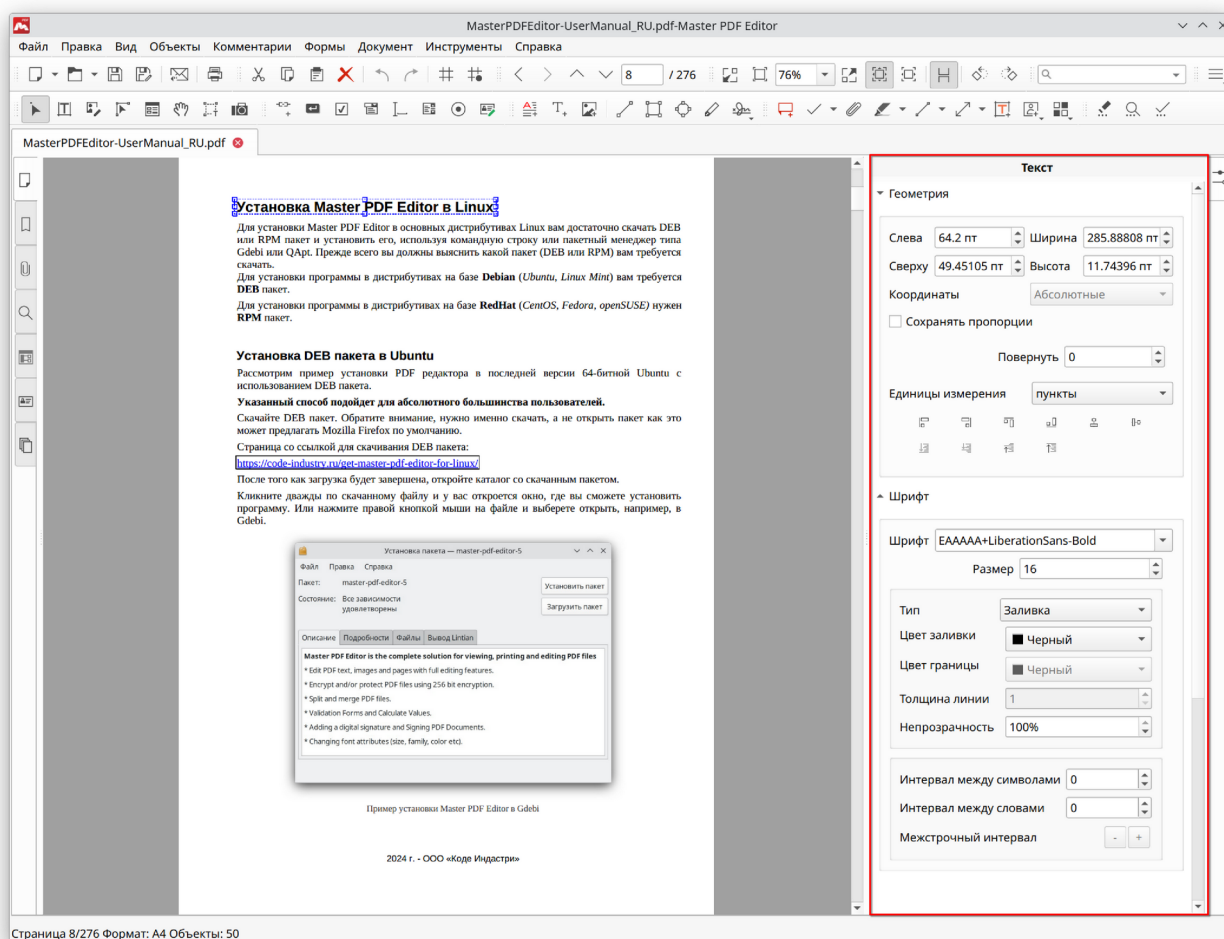 MasterPDFEditor-UserManual_RU.pdf-Master PDF Editor
Файл Правка Вид Объекты Комментарии Формы Документ Инструменты Справка
8 / 276 76%
MasterPDFEditor-UserManual_RU.pdf
Установка Master PDF Editor в Linux
Для установки Master PDF Editor в основных дистрибутивах Linux вам достаточно скачать DEB
или RPM пакет и установить его, используя командную строку или пакетный менеджер типа
Gdebi или QApt. Прежде всего вы должны выяснить какой пакет (DEB или RPM) вам требуется
скачать.
Для установки программы в дистрибутивах на базе Debian (Ubuntu, Linux Mint) вам требуется
DEB пакет.
Для установки программы в дистрибутивах на базе RedHat (CentOS, Fedora, openSUSE) нужен
RPM пакет.
Установка DEB пакета в Ubuntu
Рассмотрим пример установки PDF редактора в последней версии 64-битной Ubuntu с
использованием DEB пакета.
Указанный способ подойдет для абсолютного большинства пользователей.
Скачайте DEB пакет. Обратите внимание, нужно именно скачать, а не открыть пакет как это
может предлагать Mozilla Firefox по умолчанию.
Страница со ссылкой для скачивания DEB пакета:
https://code-industry.ru/get-master-pdf-editor-for-linux/
После того как загрузка будет завершена, откройте каталог со скачанным пакетом.
Кликните дважды по скачанному файлу и у вас откроется окно, где вы сможете установить
программу. Или нажмите правой кнопкой мыши на файле и выберете открыть, например, в
Gdebi.
Установка пакета — master-pdf-editor-5
Файл Правка Справка
Пакет: master-pdf-editor-5
Установить пакет
Состояние: Все зависимости
удовлетворены
Загрузить пакет
Описание Подробности Файлы Вывод Lintian
Master PDF Editor is the complete solution for viewing, printing and editing PDF files
* Edit PDF text, images and pages with full editing features.
* Encrypt and/or protect PDF files using 256 bit encryption.
* Split and merge PDF files.
* Validation Forms and Calculate Values.
* Adding a digital signature and Signing PDF Documents.
* Changing font attributes (size, family, color etc).
Пример установки Master PDF Editor в Gdebi
2024 г. - ООО «Коде Индастри»
Текст
Геометрия
Слева 64.2 пт Ширина 285.88808 пт
Сверху 49.45105 пт Высота 11.74396 пт
Координаты Абсолютные
Сохранять пропорции
Повернуть 0
Единицы измерения пункты
Шрифт
Шрифт EAAAAA+LiberationSans-Bold
Размер 16
Тип Заливка
Цвет заливки Черный
Цвет границы Черный
Толщина линии 1
Непрозрачность 100%
Интервал между символами 0
Интервал между словами 0
Межстрочный интервал - +
Страница 8/276 Формат: A4 Объекты: 50